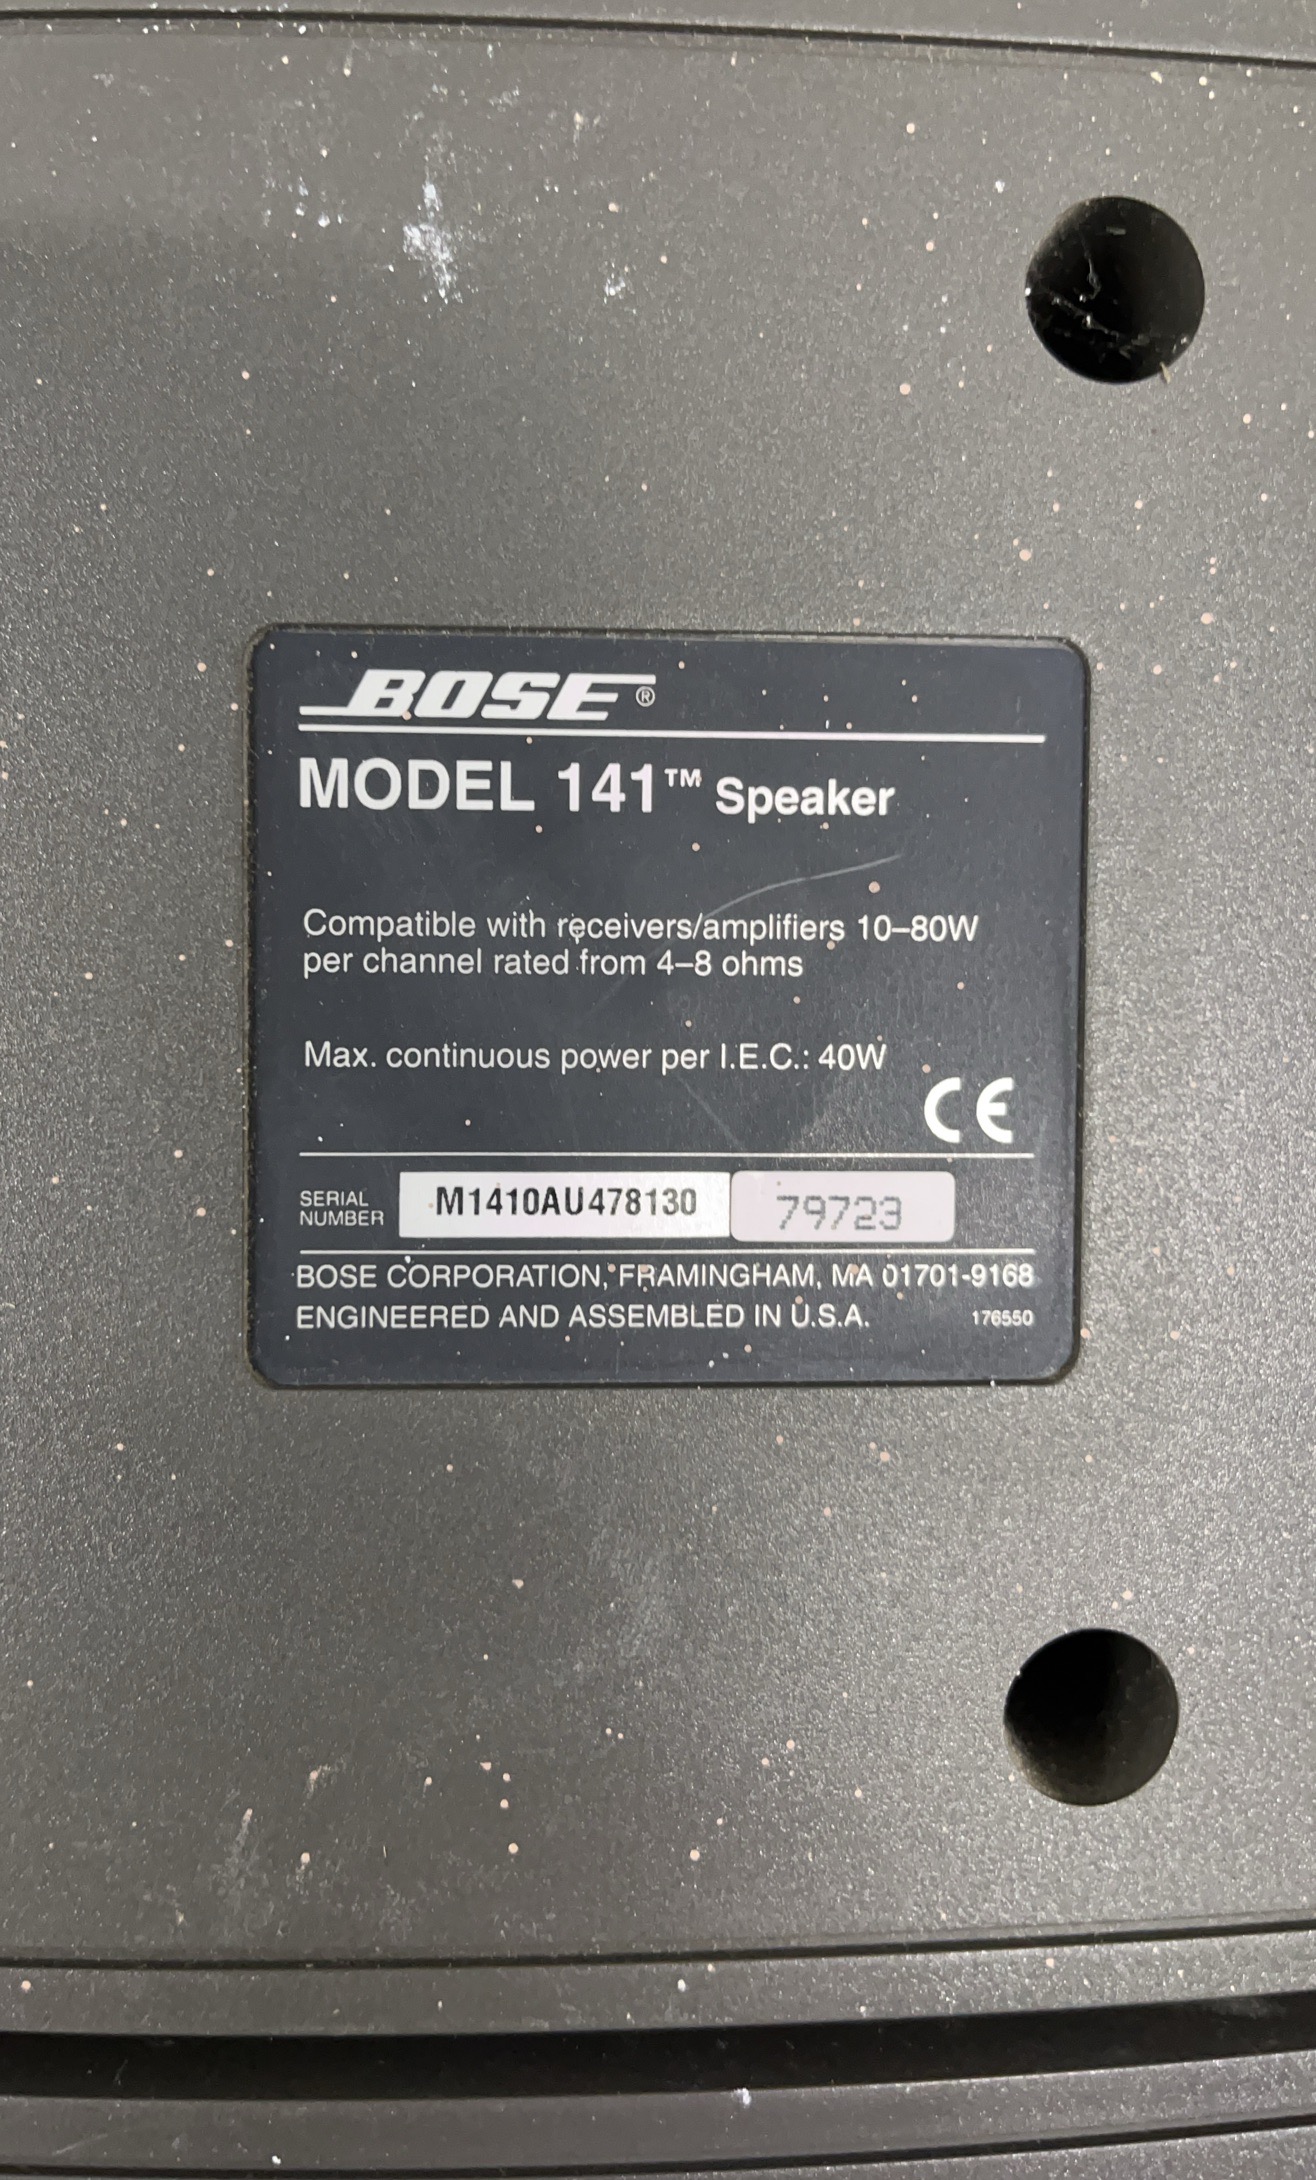 BOSE®
MODEL 141™ Speaker
Compatible with receivers/amplifiers 10–80W
per channel rated from 4–8 ohms
Max. continuous power per I.E.C.: 40W
CE
SERIAL
NUMBER M1410AU478130 79723
BOSE CORPORATION, FRAMINGHAM, MA 01701-9168
ENGINEERED AND ASSEMBLED IN U.S.A. 176550